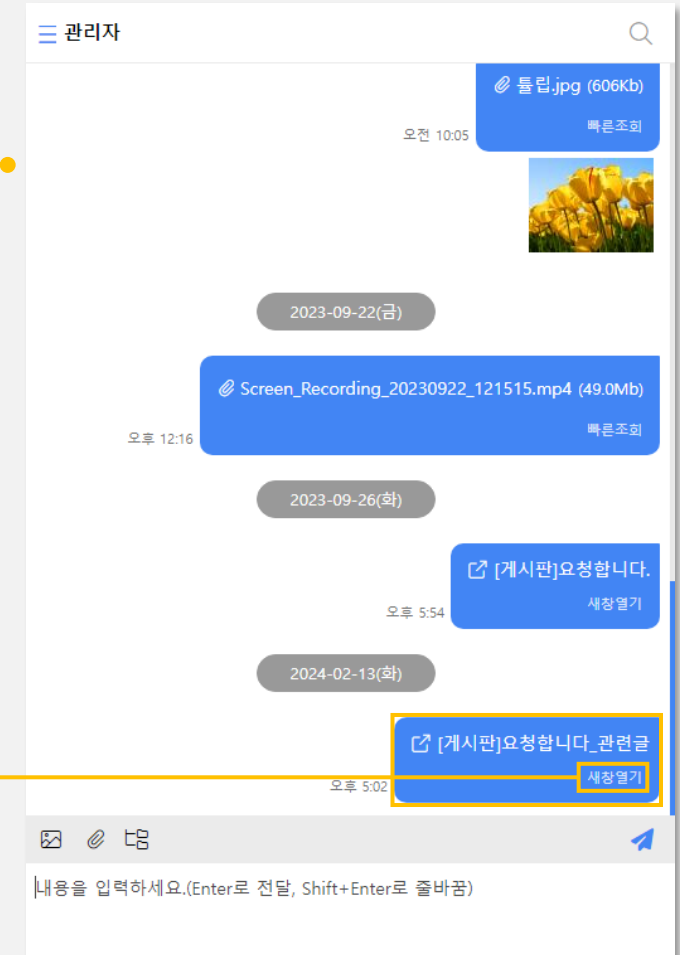 관리자
튤립.jpg (606Kb)
빠른조회
오전 10:05
2023-09-22(금)
Screen_Recording_20230922_121515.mp4 (49.0Mb)
빠른조회
오후 12:16
2023-09-26(화)
[게시판]요청합니다.
새창열기
오후 5:54
2024-02-13(화)
[게시판]요청합니다_관련글
새창열기
오후 5:02
내용을 입력하세요.(Enter로 전달, Shift+Enter로 줄바꿈)